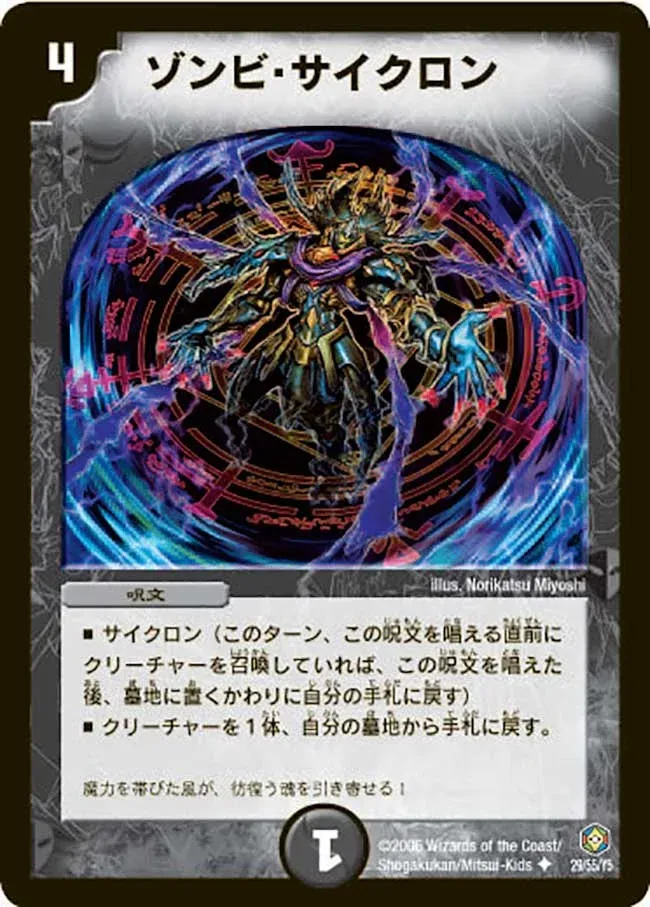 4
ゾンビ・サイクロン
illus. Norikatsu Miyoshi
呪文
■ サイクロン（このターン、この呪文を唱える直前に
クリーチャーを召喚していれば、この呪文を唱えた
後、墓地に置くかわりに自分の手札に戻す）
■ クリーチャーを1体、自分の墓地から手札に戻す。
魔力を帯びた風が、彷徨う魂を引き寄せる！
1
©2006 Wizards of the Coast/
Shogakukan/Mitsui-Kids
29/55/Y5